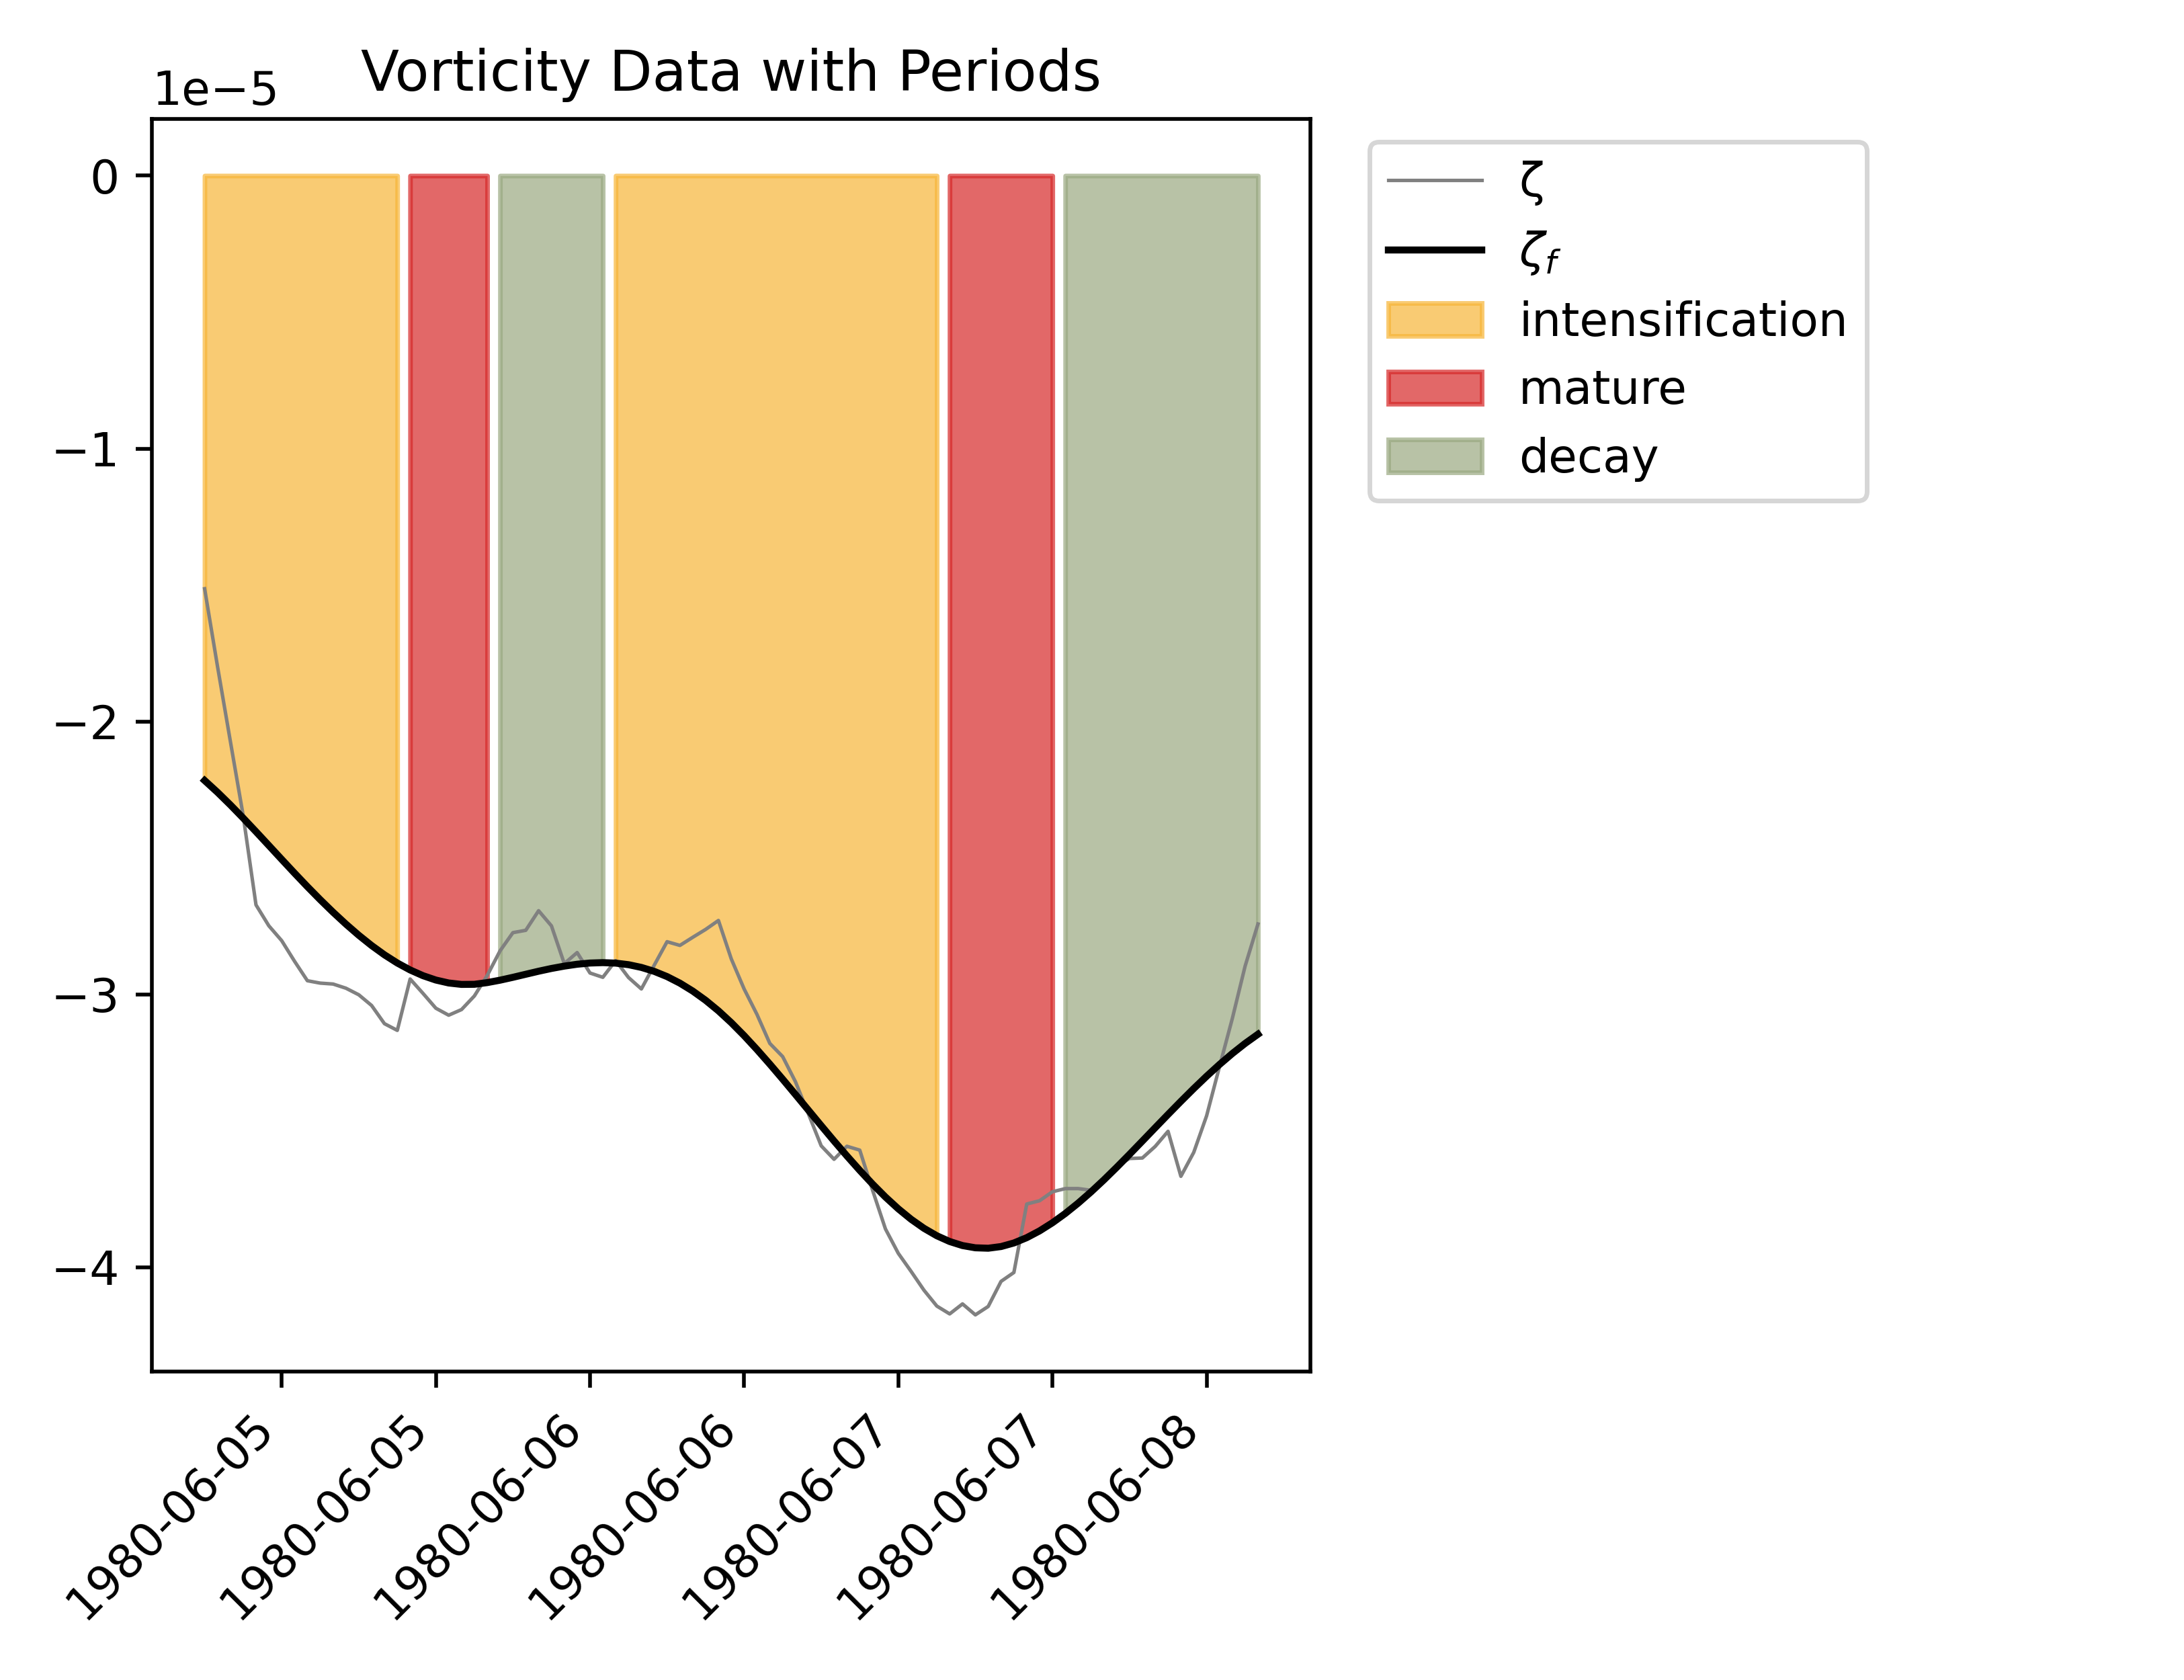 Vorticity Data with Periods
1e−5
0
−1
−2
−3
−4
1980-06-05
1980-06-05
1980-06-06
1980-06-06
1980-06-07
1980-06-07
1980-06-08
ζ
ζf
intensification
mature
decay